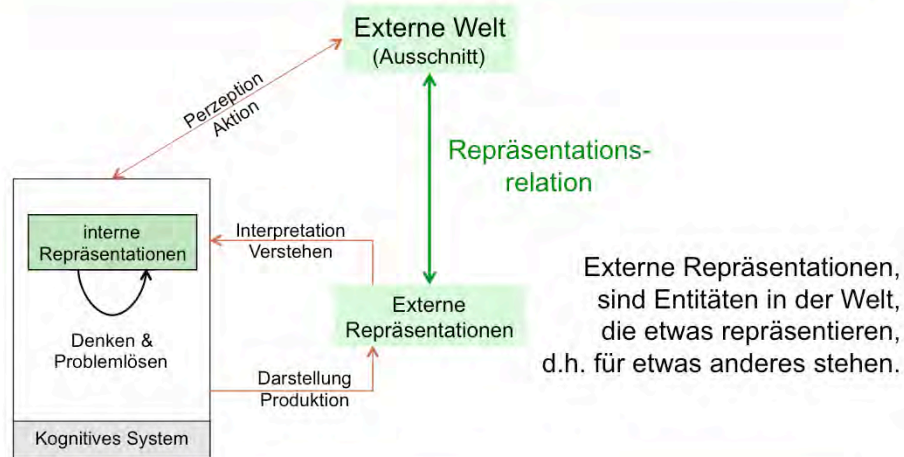 Externe Welt
(Ausschnitt)
Perzeption
Aktion
Repräsentations-
relation
interne
Repräsentationen
Interpretation
Verstehen
Externe Repräsentationen,
sind Entitäten in der Welt,
die etwas repräsentieren,
d.h. für etwas anderes stehen.
Externe
Repräsentationen
Denken &
Problemlösen
Darstellung
Produktion
Kognitives System